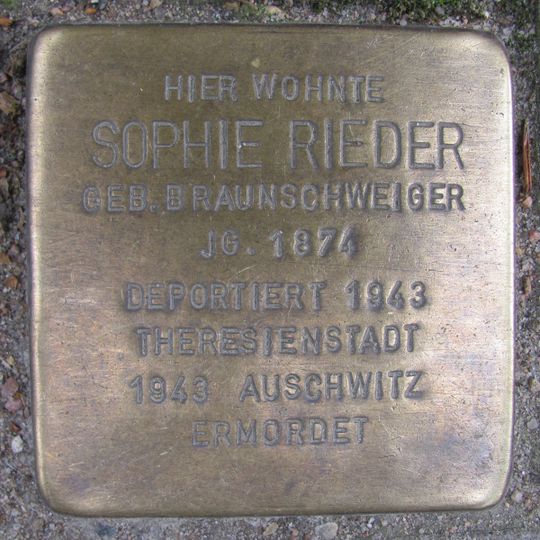 HIER WOHNTE
SOPHIE RIEDER
GEB. BRAUNSCHWEIGER
JG. 1874
DEPORTIERT 1943
THERESIENSTADT
1943 AUSCHWITZ
ERMORDET